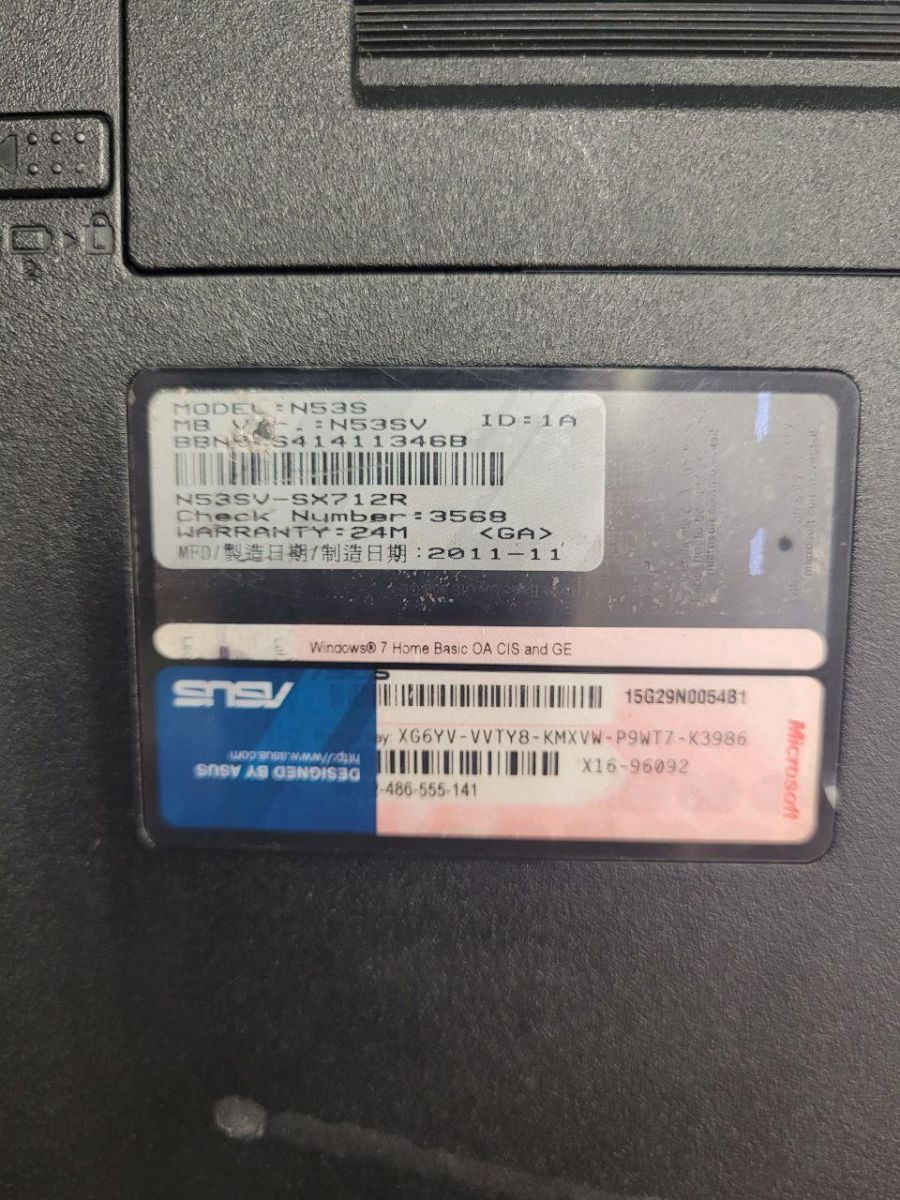 MODEL:N53S
MB :N53SV ID:1A
S41411346B
N53SV-SX712R
Check Number:3568
WARRANTY:24M <GA>
MFD/製造日期/制造日期:2011-11
Windows® 7 Home Basic OA CIS and GE
ASUS
15G29N0054B1
XG6YV-VVTY8-KMXVW-P9WT7-K3986
http://www.asus.com
X16-96092
DESIGNED BY ASUS
-486-555-141
Microsoft